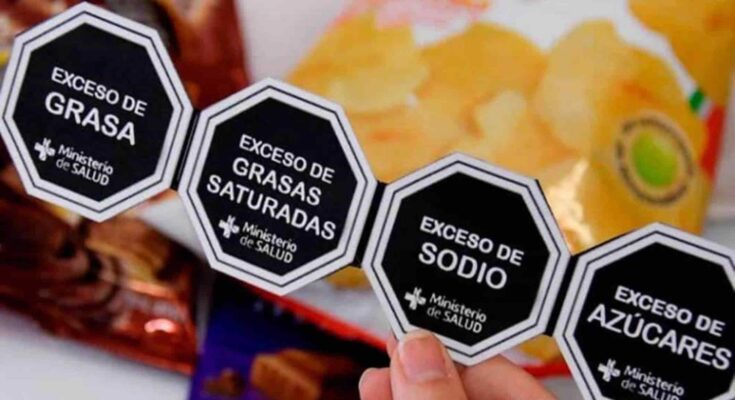 EXCESO DE
GRASA
Ministerio
de SALUD
EXCESO DE
GRASAS
SATURADAS
Ministerio
de SALUD
EXCESO DE
SODIO
Ministerio
de SALUD
EXCESO DE
AZÚCARES
Ministerio
de SALUD